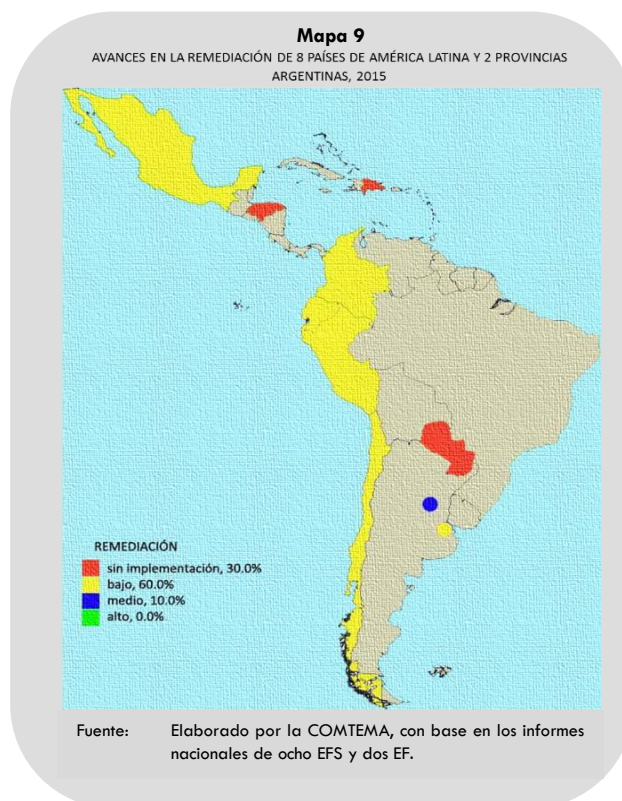 Mapa 9
AVANCES EN LA REMEDIACIÓN DE 8 PAÍSES DE AMÉRICA LATINA Y 2 PROVINCIAS
ARGENTINAS, 2015
REMEDIACIÓN
sin implementación, 30.0%
bajo, 60.0%
medio, 10.0%
alto, 0.0%
Fuente: Elaborado por la COMTEMA, con base en los informes
nacionales de ocho EFS y dos EF.